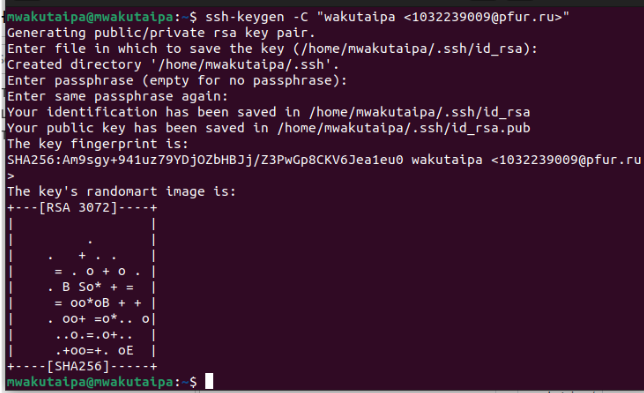 mwakutaipa@mwakutaipa:~$ ssh-keygen -C "wakutaipa <1032239009@pfur.ru>"
Generating public/private rsa key pair.
Enter file in which to save the key (/home/mwakutaipa/.ssh/id_rsa):
Created directory '/home/mwakutaipa/.ssh'.
Enter passphrase (empty for no passphrase):
Enter same passphrase again:
Your identification has been saved in /home/mwakutaipa/.ssh/id_rsa
Your public key has been saved in /home/mwakutaipa/.ssh/id_rsa.pub
The key fingerprint is:
SHA256:Am9sgy+941uz79YDjOZbHBJj/Z3PwGp8CKV6Jea1eu0 wakutaipa <1032239009@pfur.ru
>
The key's randomart image is:
+---[RSA 3072]----+
|                 |
|         .       |
|    .   + . .    |
|     = . o + o . |
|    . B So* + =  |
|     = oo*oB + + |
|    . oo+ =o*.. o|
|     ..o.=.o+..  |
|     .+oo=+. oE  |
+----[SHA256]-----+
mwakutaipa@mwakutaipa:~$